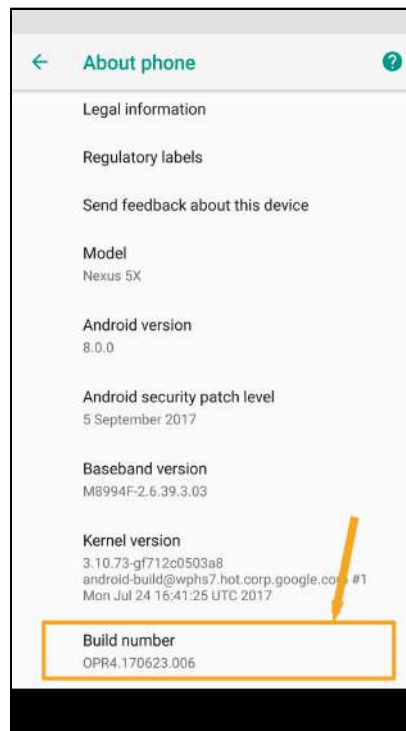 About phone
Legal information
Regulatory labels
Send feedback about this device
Model
Nexus 5X
Android version
8.0.0
Android security patch level
5 September 2017
Baseband version
M8994F-2.6.39.3.03
Kernel version
3.10.73-gf712c0503a8
android-build@wphs7.hot.corp.google.com #1
Mon Jul 24 16:41:25 UTC 2017
Build number
OPR4.170623.006